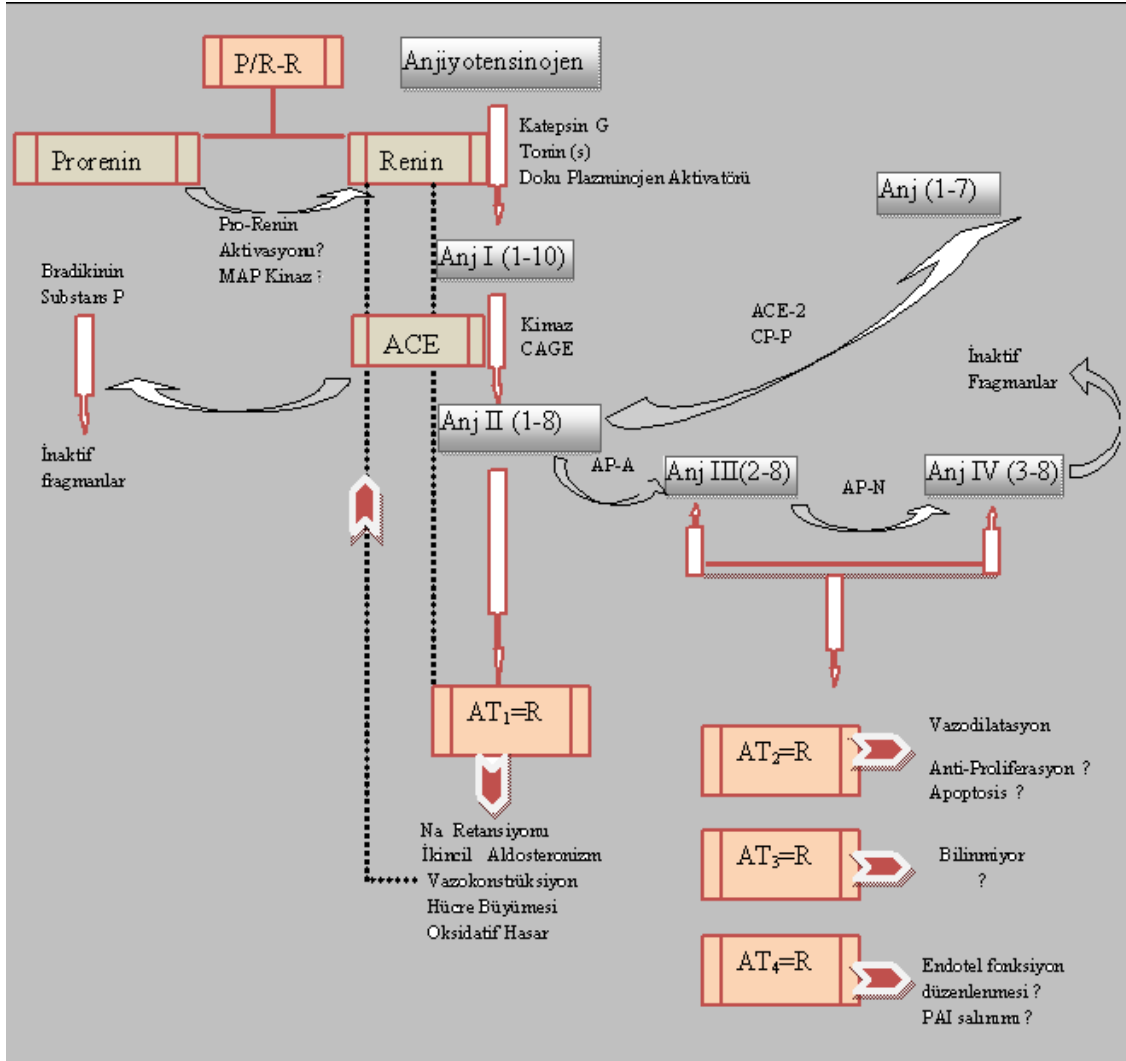 P/R-R
Anjiyotensinojen
Prorenin
Renin
Katepsin G
Tonin (s)
Doku Plazminojen Aktivatörü
Anj (1-7)
Pro-Renin
Aktivasyonu?
MAP Kinaz ?
Anj I (1-10)
Bradikinin
Substans P
ACE
Kimaz
CAGE
ACE-2
CP-P
İnaktif
Fragmanlar
Anj II (1-8)
İnaktif
fragmanlar
AP-A
Anj III(2-8)
AP-N
Anj IV (3-8)
AT₁=R
Na Retansiyonu
İkincil Aldosteronizm
Vazokonstrüksiyon
Hücre Büyümesi
Oksidatif Hasar
AT₂=R
Vazodilatasyon
Anti-Proliferasyon ?
Apoptosis ?
AT₃=R
Bilinmiyor
?
AT₄=R
Endotel fonksiyon
düzenlenmesi ?
PAI salınımı ?